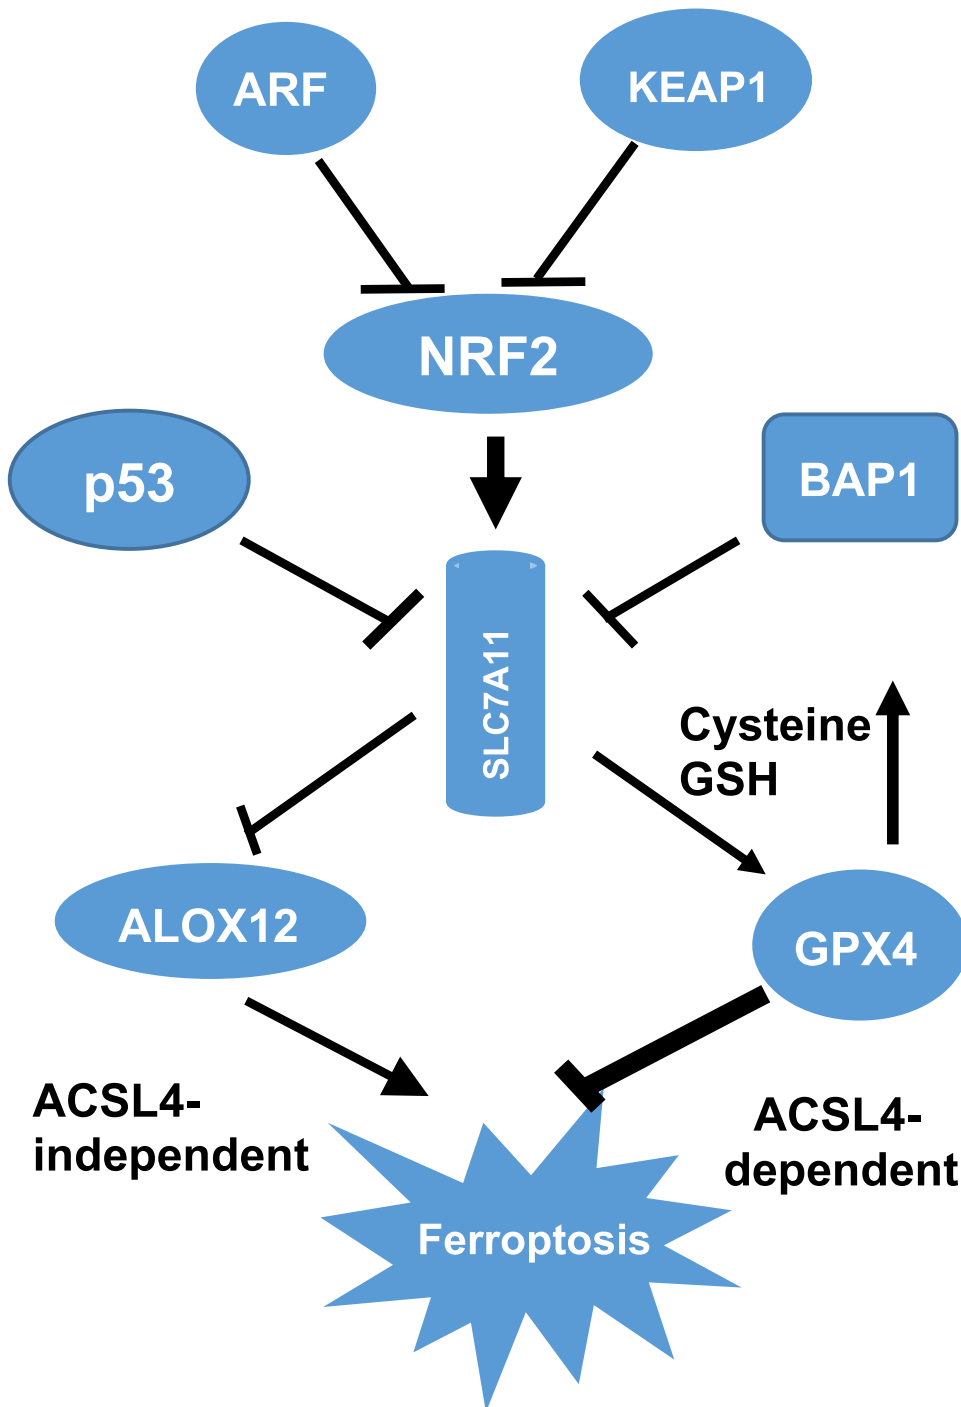 ARF
KEAP1
NRF2
p53
BAP1
SLC7A11
Cysteine
GSH
ALOX12
GPX4
ACSL4-
independent
ACSL4-
dependent
Ferroptosis